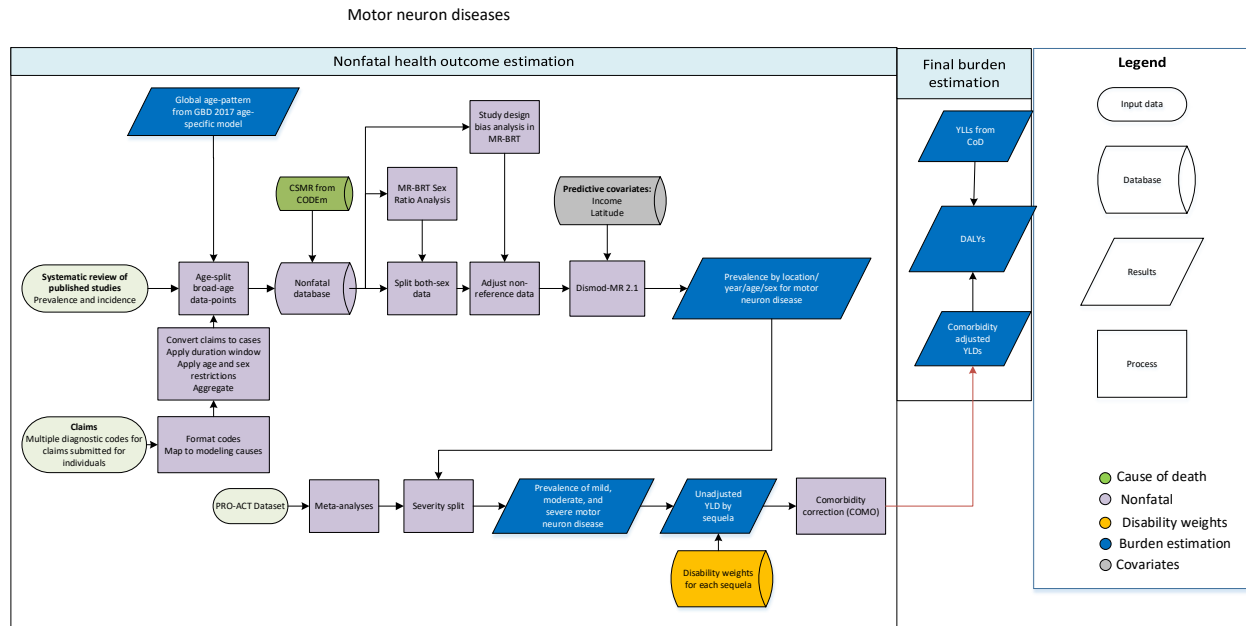 Motor neuron diseases
Nonfatal health outcome estimation
Final burden
estimation
Legend
Global age-pattern
from GBD 2017 age-
specific model
Study design
bias analysis in
MR-BRT
CSMR from
CODEm
MR-BRT Sex
Ratio Analysis
Predictive covariates:
Income
Latitude
Systematic review of
published studies
Prevalence and incidence
Age-split
broad-age
data-points
Nonfatal
database
Split both-sex
data
Adjust non-
reference data
Dismod-MR 2.1
Prevalence by location/
year/age/sex for motor
neuron disease
Convert claims to cases
Apply duration window
Apply age and sex
restrictions
Aggregate
Claims
Multiple diagnostic codes for
claims submitted for
individuals
Format codes
Map to modeling causes
PRO-ACT Dataset
Meta-analyses
Severity split
Prevalence of mild,
moderate, and
severe motor
neuron disease
Unadjusted
YLD by
sequela
Comorbidity
correction (COMO)
Disability weights
for each sequela
YLLs from
CoD
DALYs
Comorbidity
adjusted
YLDs
Input data
Database
Results
Process
Cause of death
Nonfatal
Disability weights
Burden estimation
Covariates